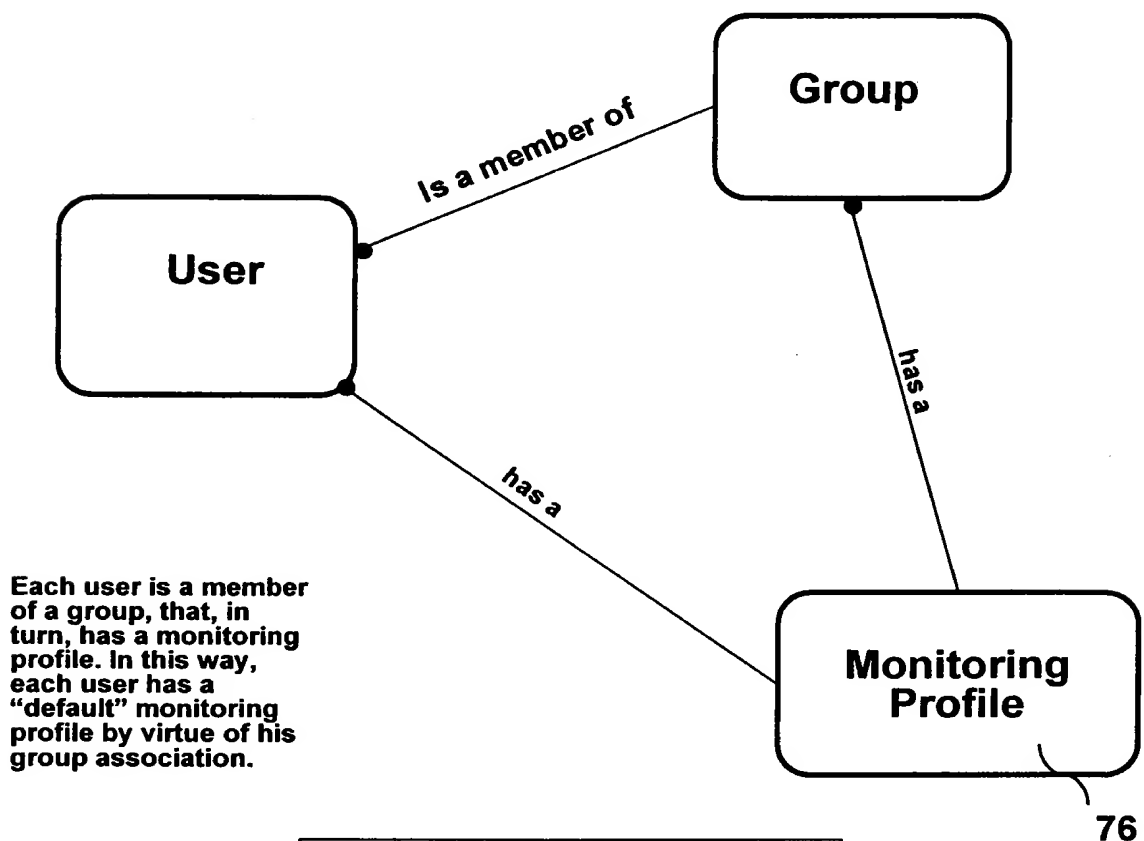 Group
Is a member of
User
has a
has a
Each user is a member
of a group, that, in
turn, has a monitoring
profile. In this way,
each user has a
“default” monitoring
profile by virtue of his
group association.
Monitoring
Profile
76